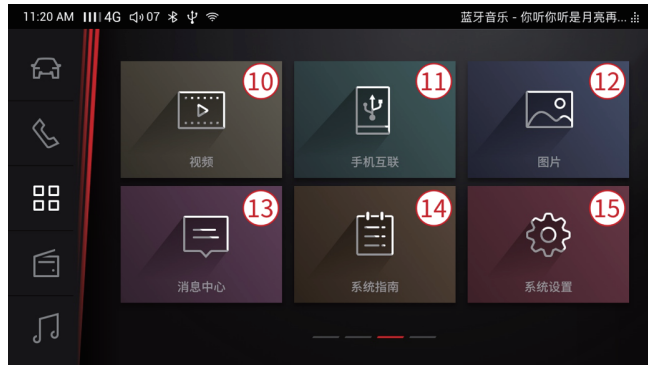 11:20 AM 4G 07 蓝牙音乐 - 你听你听是月亮再...
10 11 12
视频 手机互联 图片
13 14 15
消息中心 系统指南 系统设置